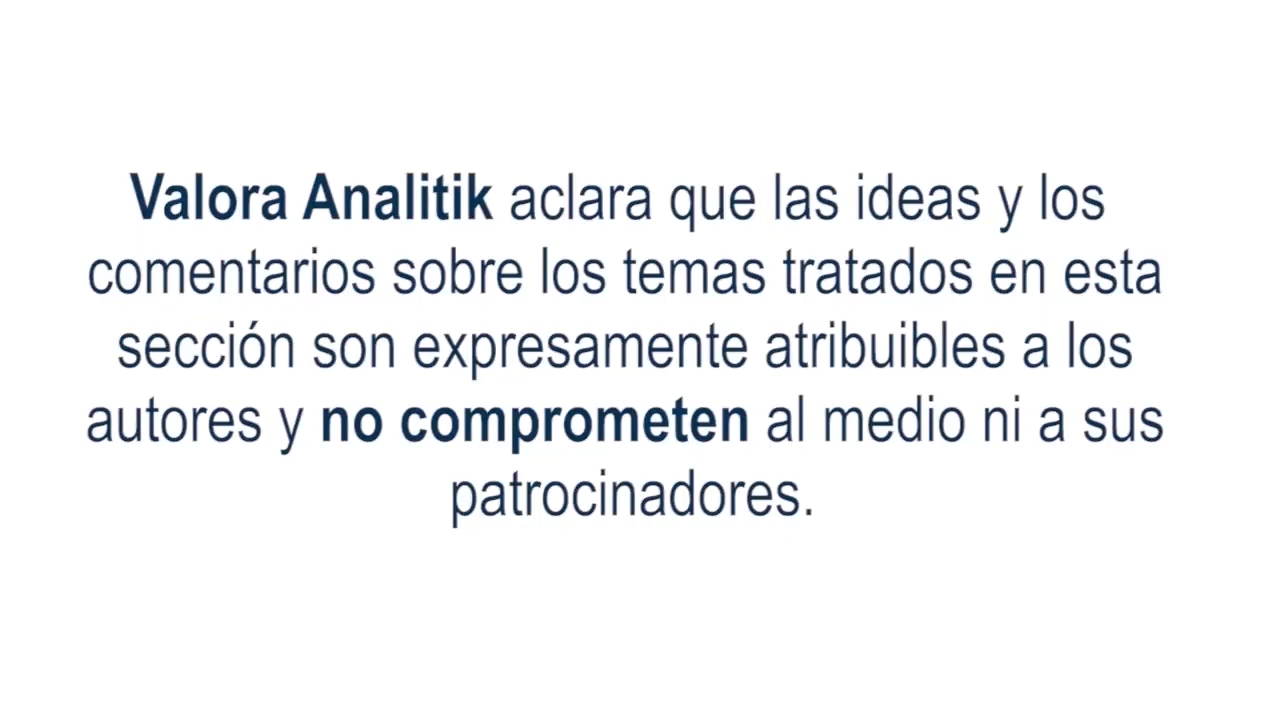 Valora Analitik aclara que las ideas y los
comentarios sobre los temas tratados en esta
sección son expresamente atribuibles a los
autores y no comprometen al medio ni a sus
patrocinadores.